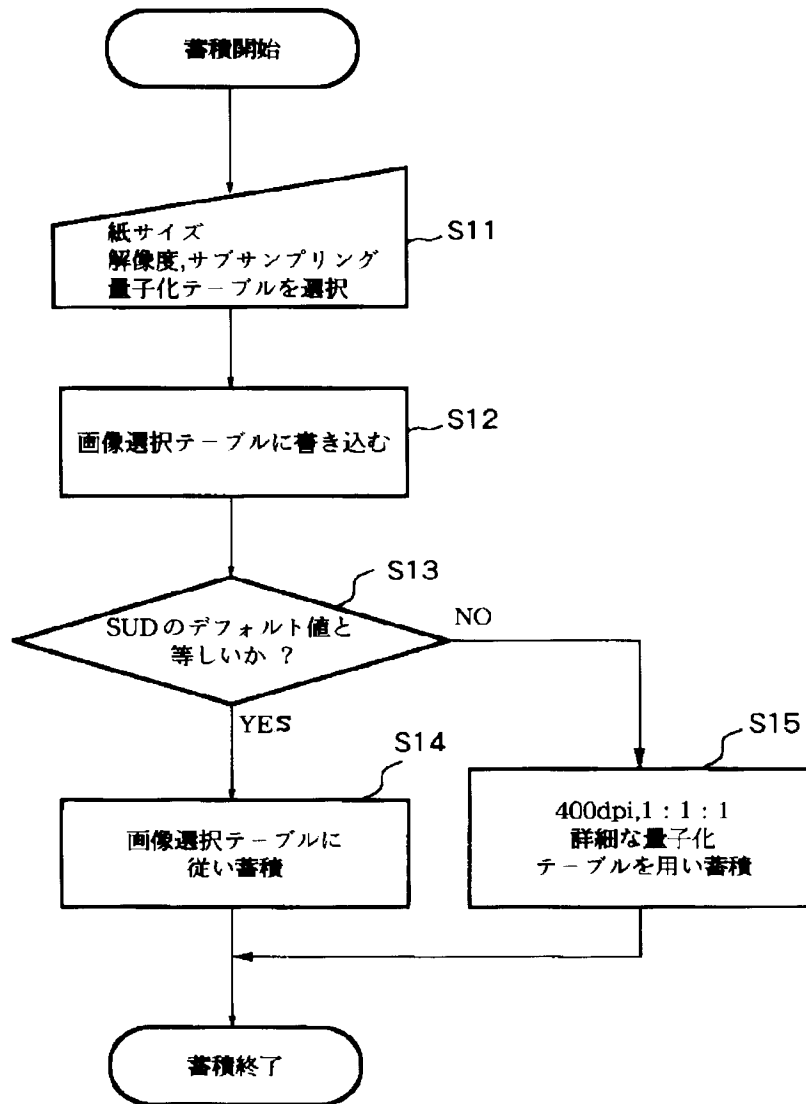 蓄積開始
紙サイズ
解像度,サブサンプリング
量子化テーブルを選択
S11
画像選択テーブルに書き込む
S12
S13
SUDのデフォルト値と
等しいか ?
NO
YES
S14
画像選択テーブルに
従い蓄積
S15
400dpi,1 : 1 : 1
詳細な量子化
テーブルを用い蓄積
蓄積終了